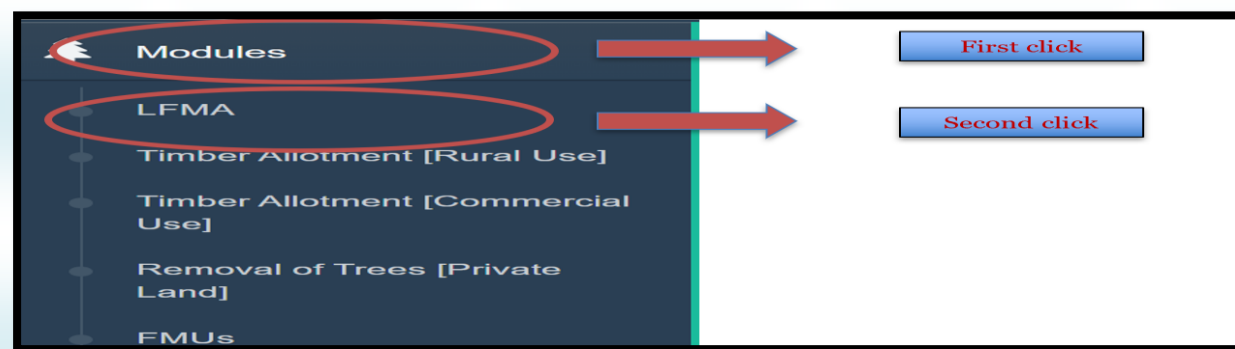 Modules
First click
LFMA
Second click
Timber Allotment [Rural Use]
Timber Allotment [Commercial
Use]
Removal of Trees [Private
Land]
FMUs